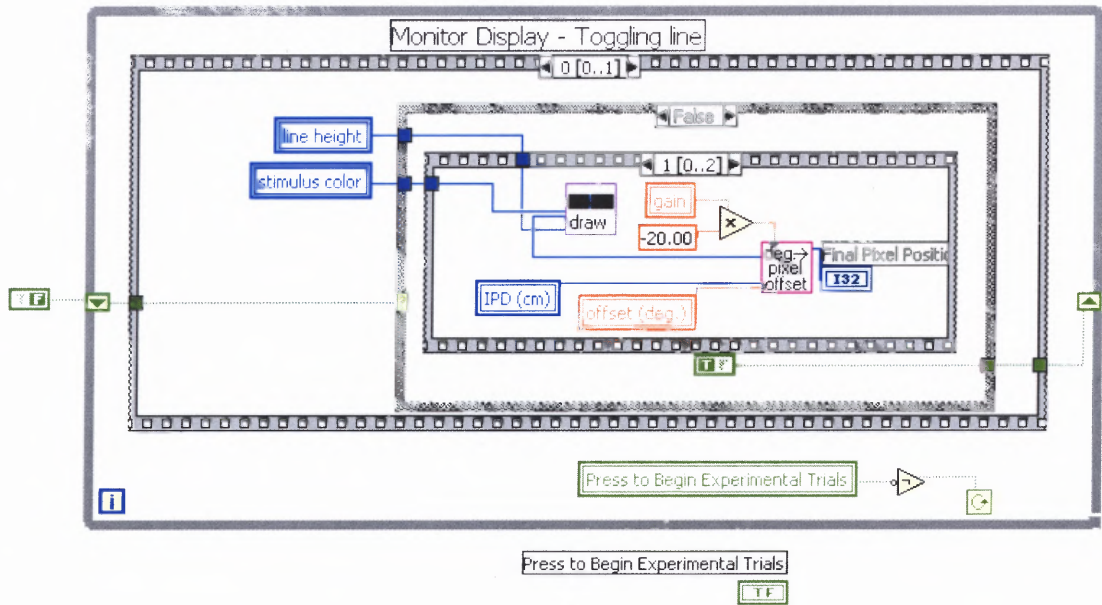 Monitor Display - Toggling line
0 [0..1]
False
line height
1 [0..2]
stimulus color
gain
draw
-20.00
deg.→
pixel
offset
Final Pixel Positio
I32
IPD (cm)
offset (deg.)
F
T F
Press to Begin Experimental Trials
i
Press to Begin Experimental Trials
TF